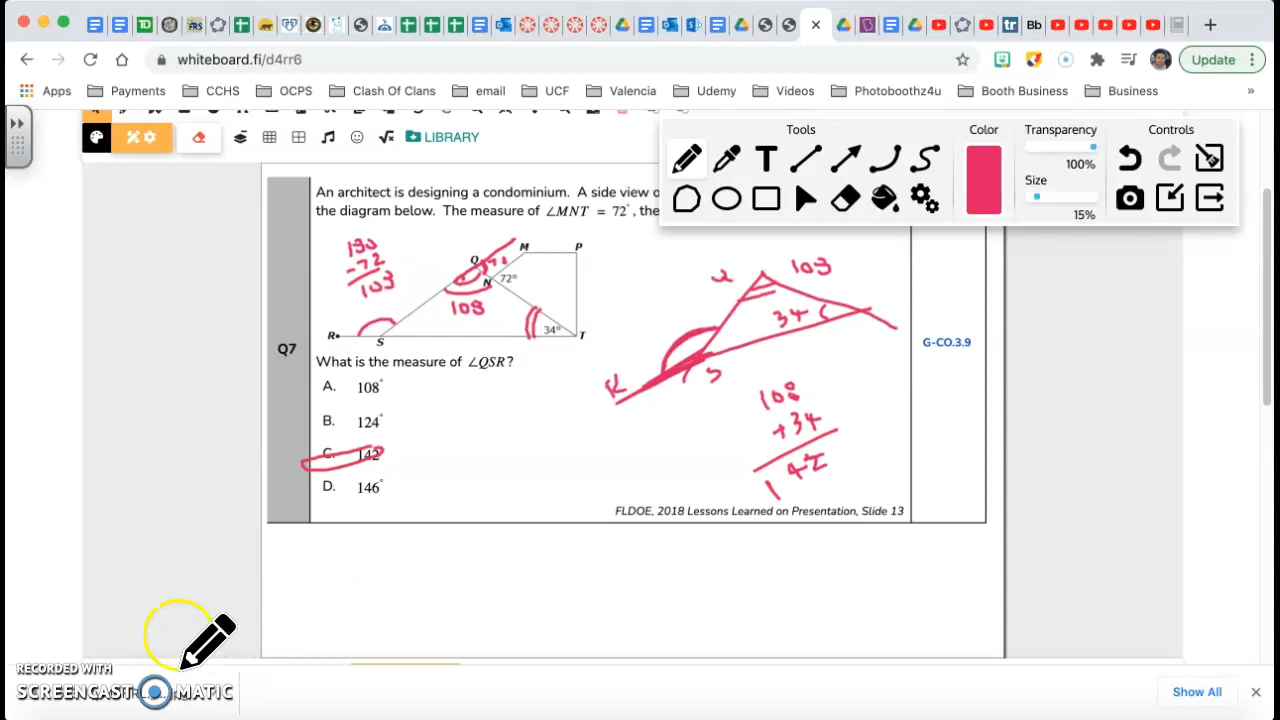 whiteboard.fi/d4rr6
Update
Apps
Payments
CCHS
OCPS
Clash Of Clans
email
UCF
Valencia
Udemy
Videos
Photoboothz4u
Booth Business
Business
»
LIBRARY
Tools
Color
Transparency
Controls
100%
Size
15%
An architect is designing a condominium. A side view o
the diagram below. The measure of ∠MNT = 72°, the
180
-72
108
Q
M
P
N
72°
108
34°
R
S
T
108
34
R
S
108
+34
142
Q7
What is the measure of ∠QSR?
A. 108°
B. 124°
C. 142
D. 146°
G-CO.3.9
FLDOE, 2018 Lessons Learned on Presentation, Slide 13
RECORDED WITH
SCREENCAST MATIC
Show All